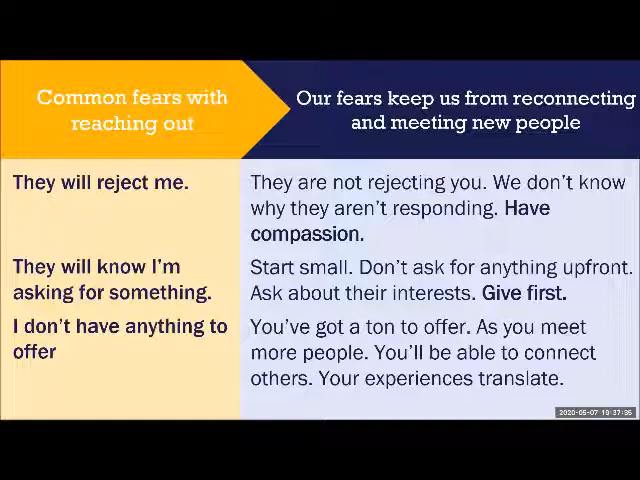 Common fears with
reaching out
Our fears keep us from reconnecting
and meeting new people
They will reject me.
They are not rejecting you. We don't know
why they aren't responding. Have
compassion.
They will know I'm
asking for something.
Start small. Don't ask for anything upfront.
Ask about their interests. Give first.
I don't have anything to
offer
You've got a ton to offer. As you meet
more people. You'll be able to connect
others. Your experiences translate.
2020-05-07 19:37:35